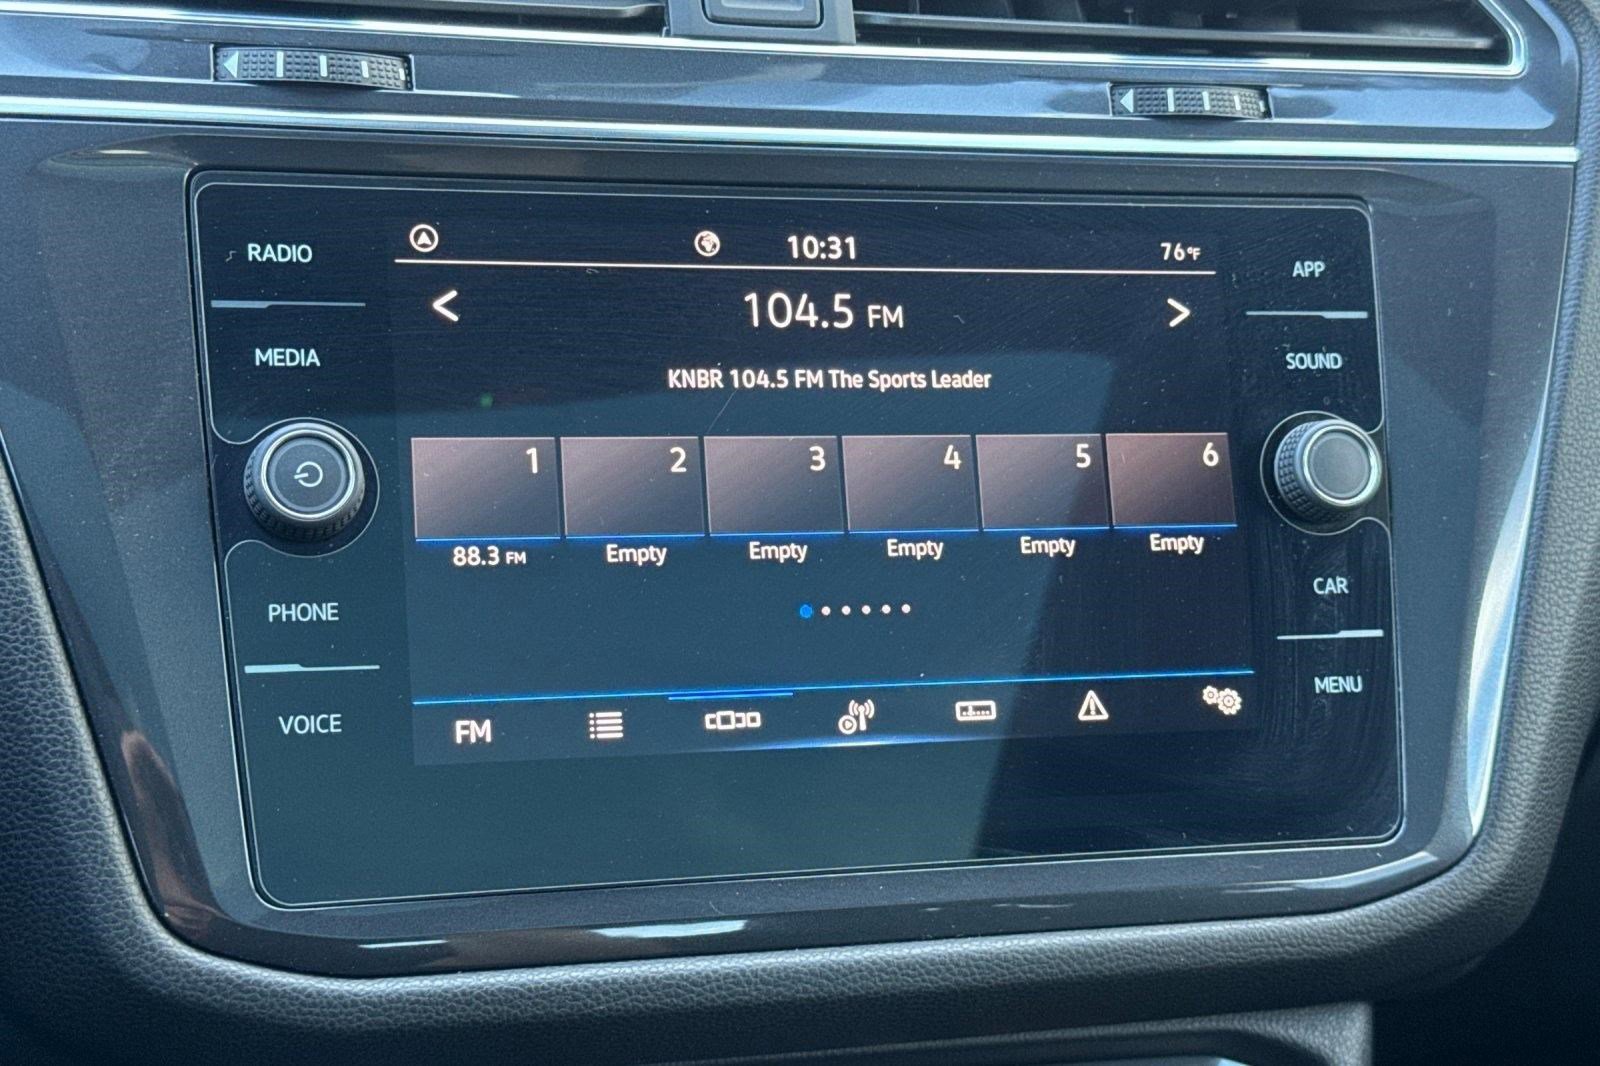 RADIO
MEDIA
PHONE
VOICE
10:31
76°F
104.5 FM
KNBR 104.5 FM The Sports Leader
1 2 3 4 5 6
88.3 FM Empty Empty Empty Empty Empty
FM
APP
SOUND
CAR
MENU